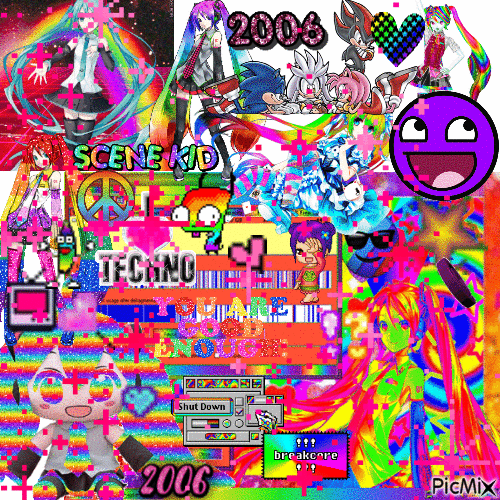 2006
SCENE KID
TECHNO
YOU ARE
GOOD
ENOUGH
Shut Down
!!!
breakcore
!!!
2006
PicMix